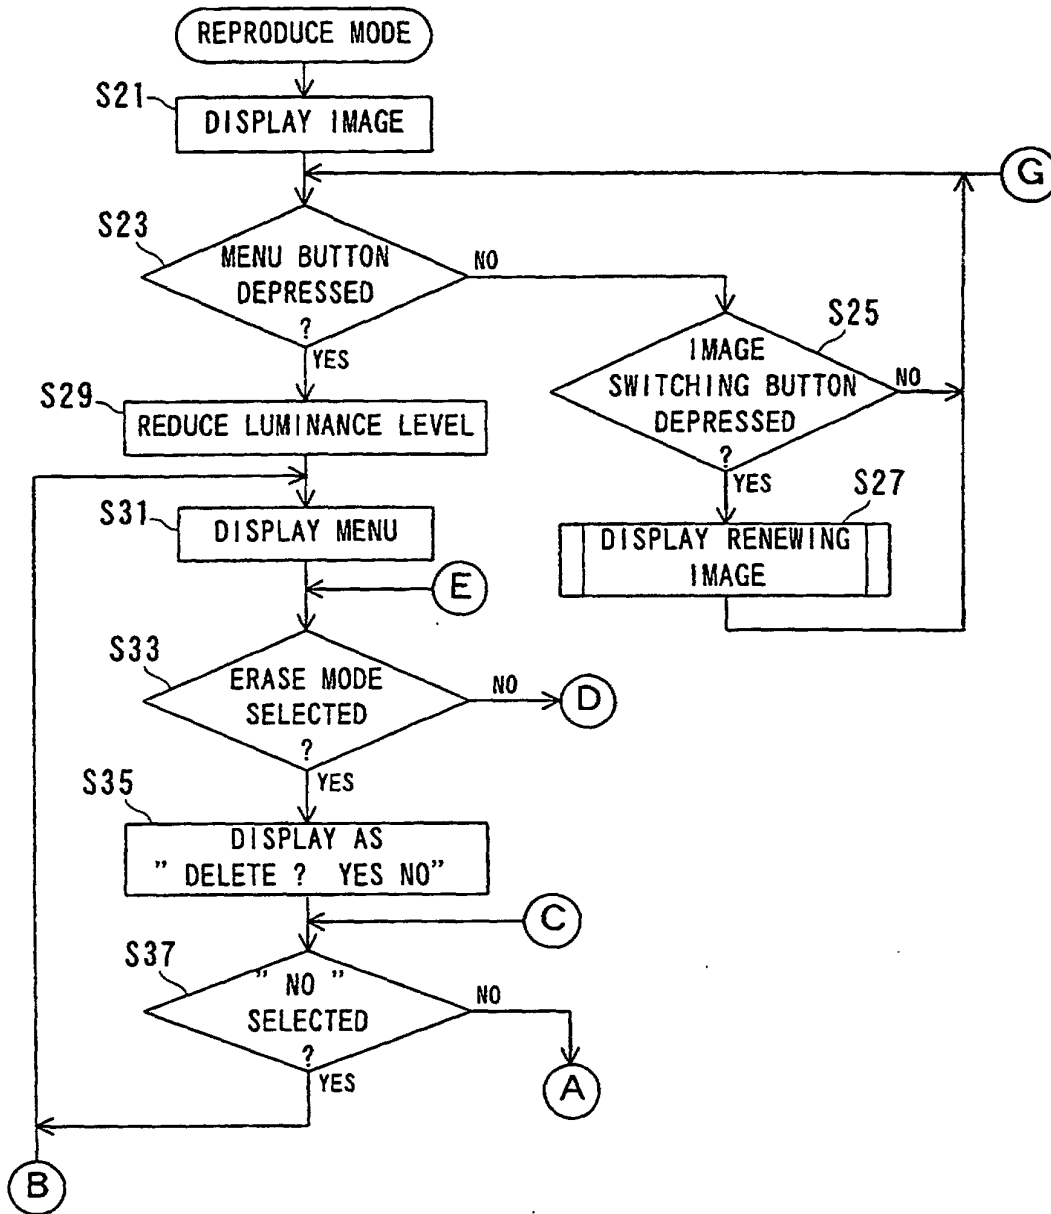 REPRODUCE MODE
S21
DISPLAY IMAGE
G
S23
MENU BUTTON
DEPRESSED
?
NO
YES
S25
IMAGE
SWITCHING BUTTON
DEPRESSED
?
NO
YES
S29
REDUCE LUMINANCE LEVEL
S27
DISPLAY RENEWING
IMAGE
S31
DISPLAY MENU
E
S33
ERASE MODE
SELECTED
?
NO
D
YES
S35
DISPLAY AS
" DELETE ? YES NO"
C
S37
" NO "
SELECTED
?
NO
YES
A
B